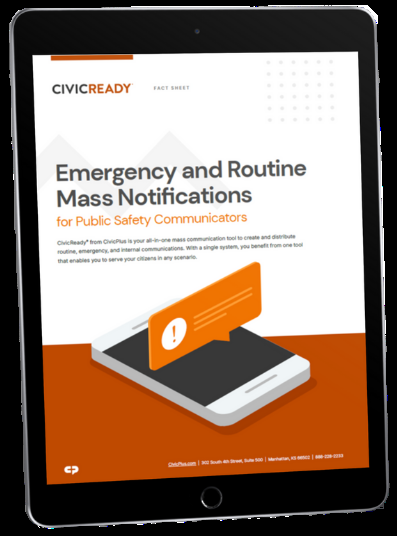 CIVICREADY
FACT SHEET
Emergency and Routine
Mass Notifications
for Public Safety Communicators
CivicReady® from CivicPlus is your all-in-one mass communication tool to create and distribute
routine, emergency, and internal communications. With a single system, you benefit from one tool
that enables you to serve your citizens in any scenario.
!
CivicPlus.com | 302 South 4th Street, Suite 500 | Manhattan, KS 66502 | 888-228-2233